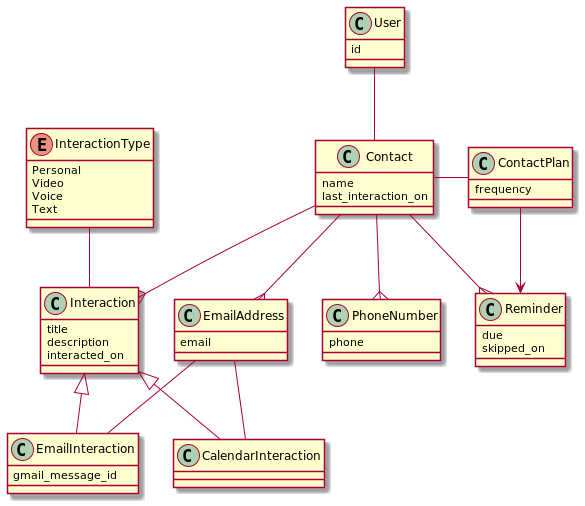 C User
id
E InteractionType
Personal
Video
Voice
Text
C Contact
name
last_interaction_on
C ContactPlan
frequency
C Interaction
title
description
interacted_on
C EmailAddress
email
C PhoneNumber
phone
C Reminder
due
skipped_on
C EmailInteraction
gmail_message_id
C CalendarInteraction